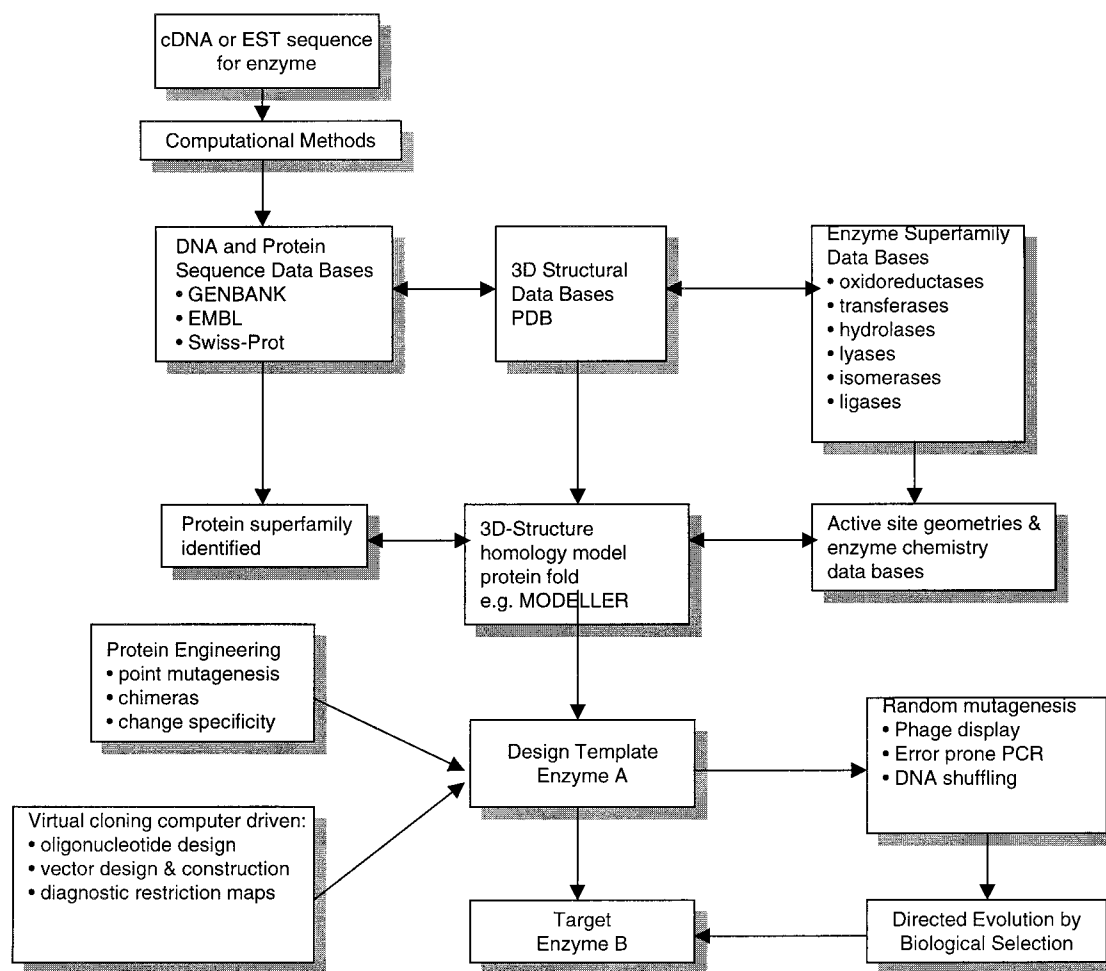 cDNA or EST sequence
for enzyme
Computational Methods
DNA and Protein
Sequence Data Bases
• GENBANK
• EMBL
• Swiss-Prot
3D Structural
Data Bases
PDB
Enzyme Superfamily
Data Bases
• oxidoreductases
• transferases
• hydrolases
• lyases
• isomerases
• ligases
Protein superfamily
identified
3D-Structure
homology model
protein fold
e.g. MODELLER
Active site geometries &
enzyme chemistry
data bases
Protein Engineering
• point mutagenesis
• chimeras
• change specificity
Design Template
Enzyme A
Random mutagenesis
• Phage display
• Error prone PCR
• DNA shuffling
Virtual cloning computer driven:
• oligonucleotide design
• vector design & construction
• diagnostic restriction maps
Target
Enzyme B
Directed Evolution by
Biological Selection